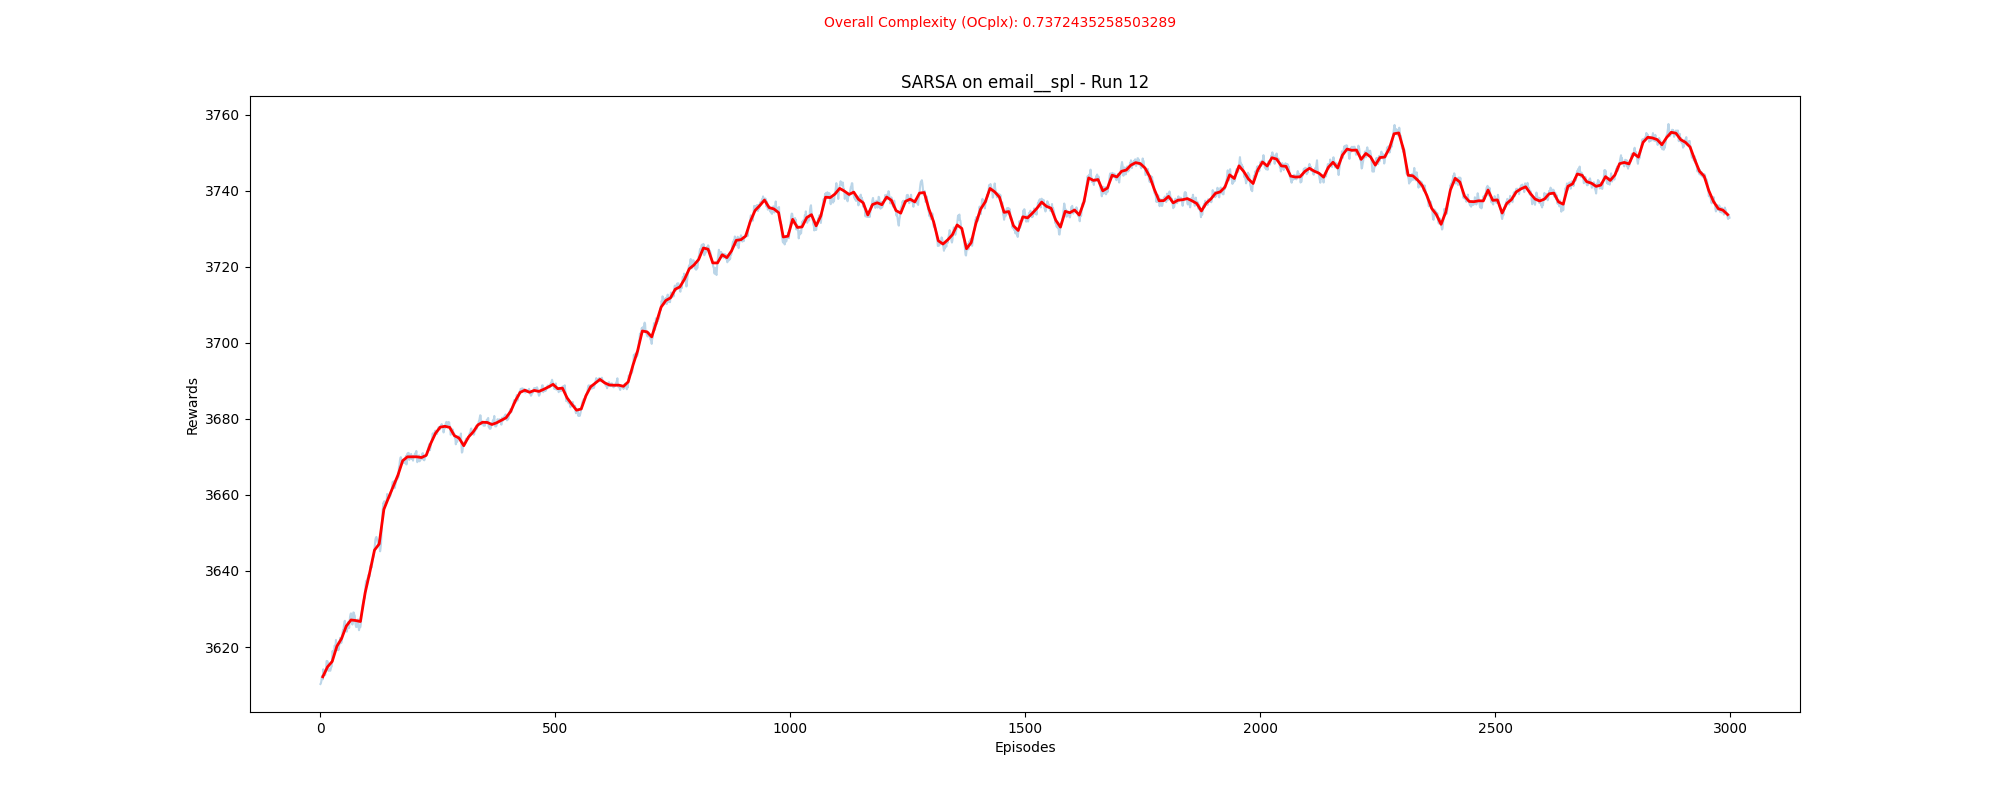 Overall Complexity (OCplx): 0.7372435258503289
SARSA on email__spl - Run 12
3760
3740
3720
3700
3680
3660
3640
3620
Rewards
0 500 1000 1500 2000 2500 3000
Episodes